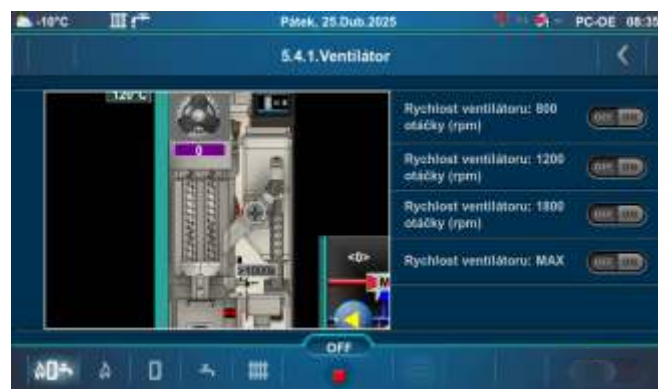 -10°C Pátek, 25.Dub.2025 PC-OE 08:35
5.4.1.Ventilátor
120°C
0
>1000k
<0>
M
Rychlost ventilátoru: 800
otáčky (rpm)
OFF ON
Rychlost ventilátoru: 1200
otáčky (rpm)
OFF ON
Rychlost ventilátoru: 1800
otáčky (rpm)
OFF ON
Rychlost ventilátoru: MAX
OFF ON
OFF